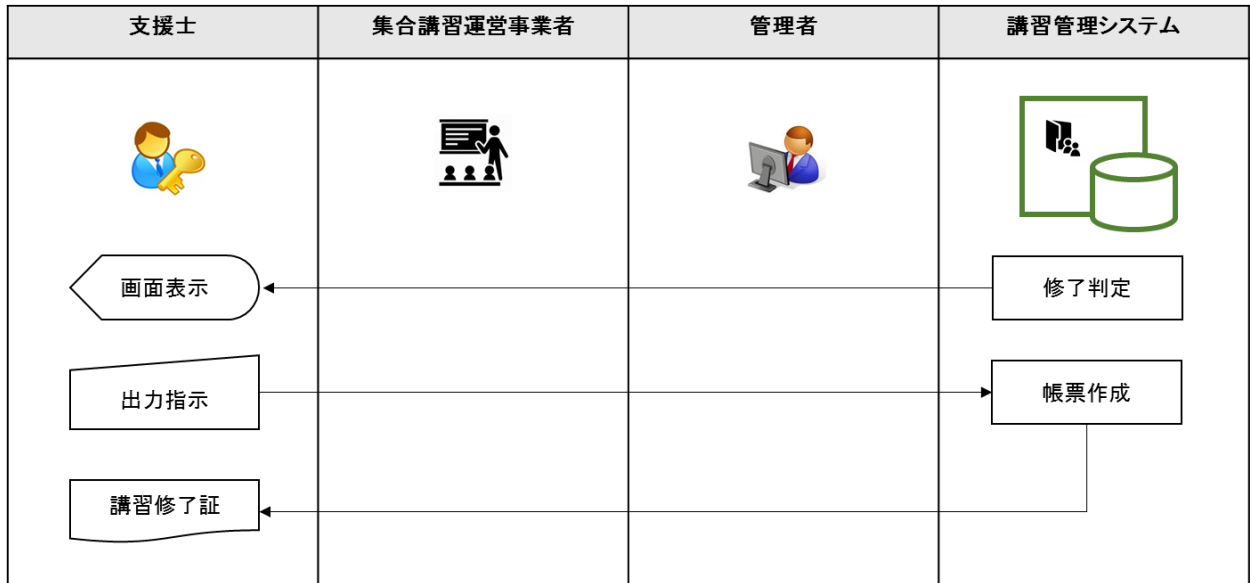 支援士
集合講習運営事業者
管理者
講習管理システム
画面表示
修了判定
出力指示
帳票作成
講習修了証